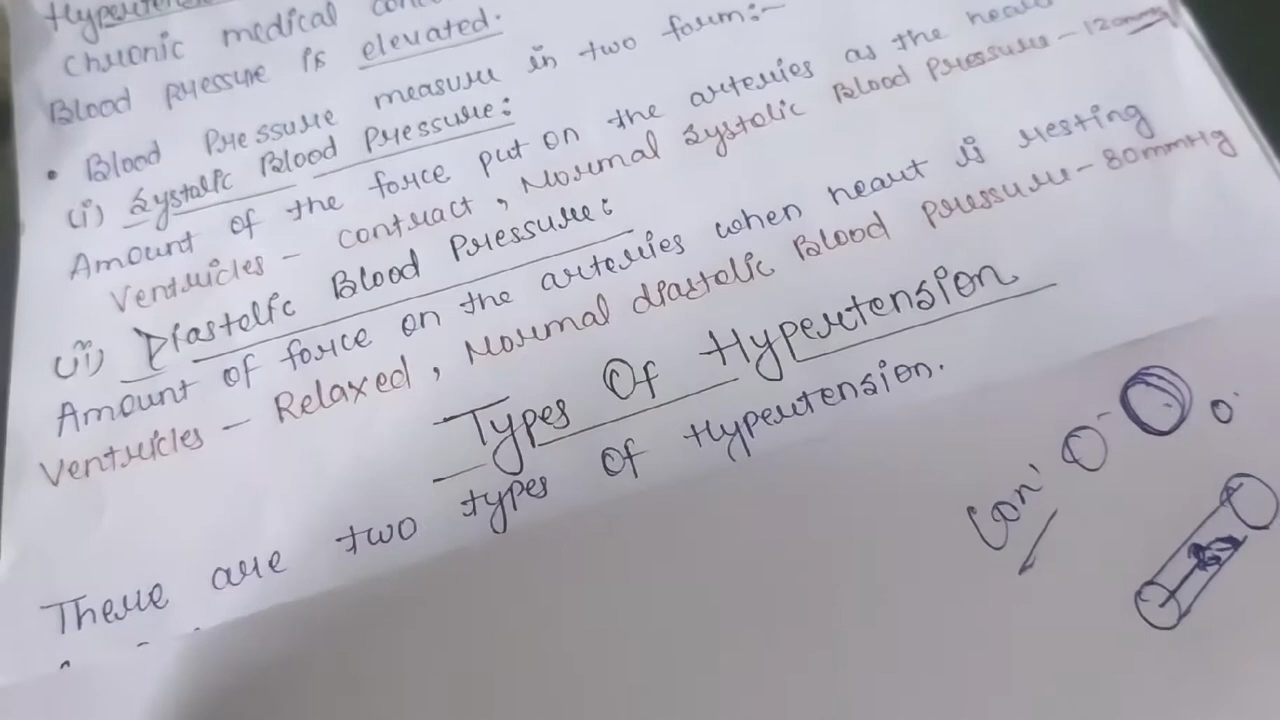 Chronic medical
Blood pressure is elevated.
• Blood Pressure measure in two form:-
(i) Systolic Blood Pressure:
Amount of the force put on the arteries as the
Ventricles - contract, Normal Systolic Blood Pressure - 120mmHg
(ii) Diastolic Blood Pressure:
Amount of force on the arteries when heart is resting
Ventricles - Relaxed, Normal diastolic Blood pressure - 80mmHg
Types Of Hypertension
There are two types of Hypertension.